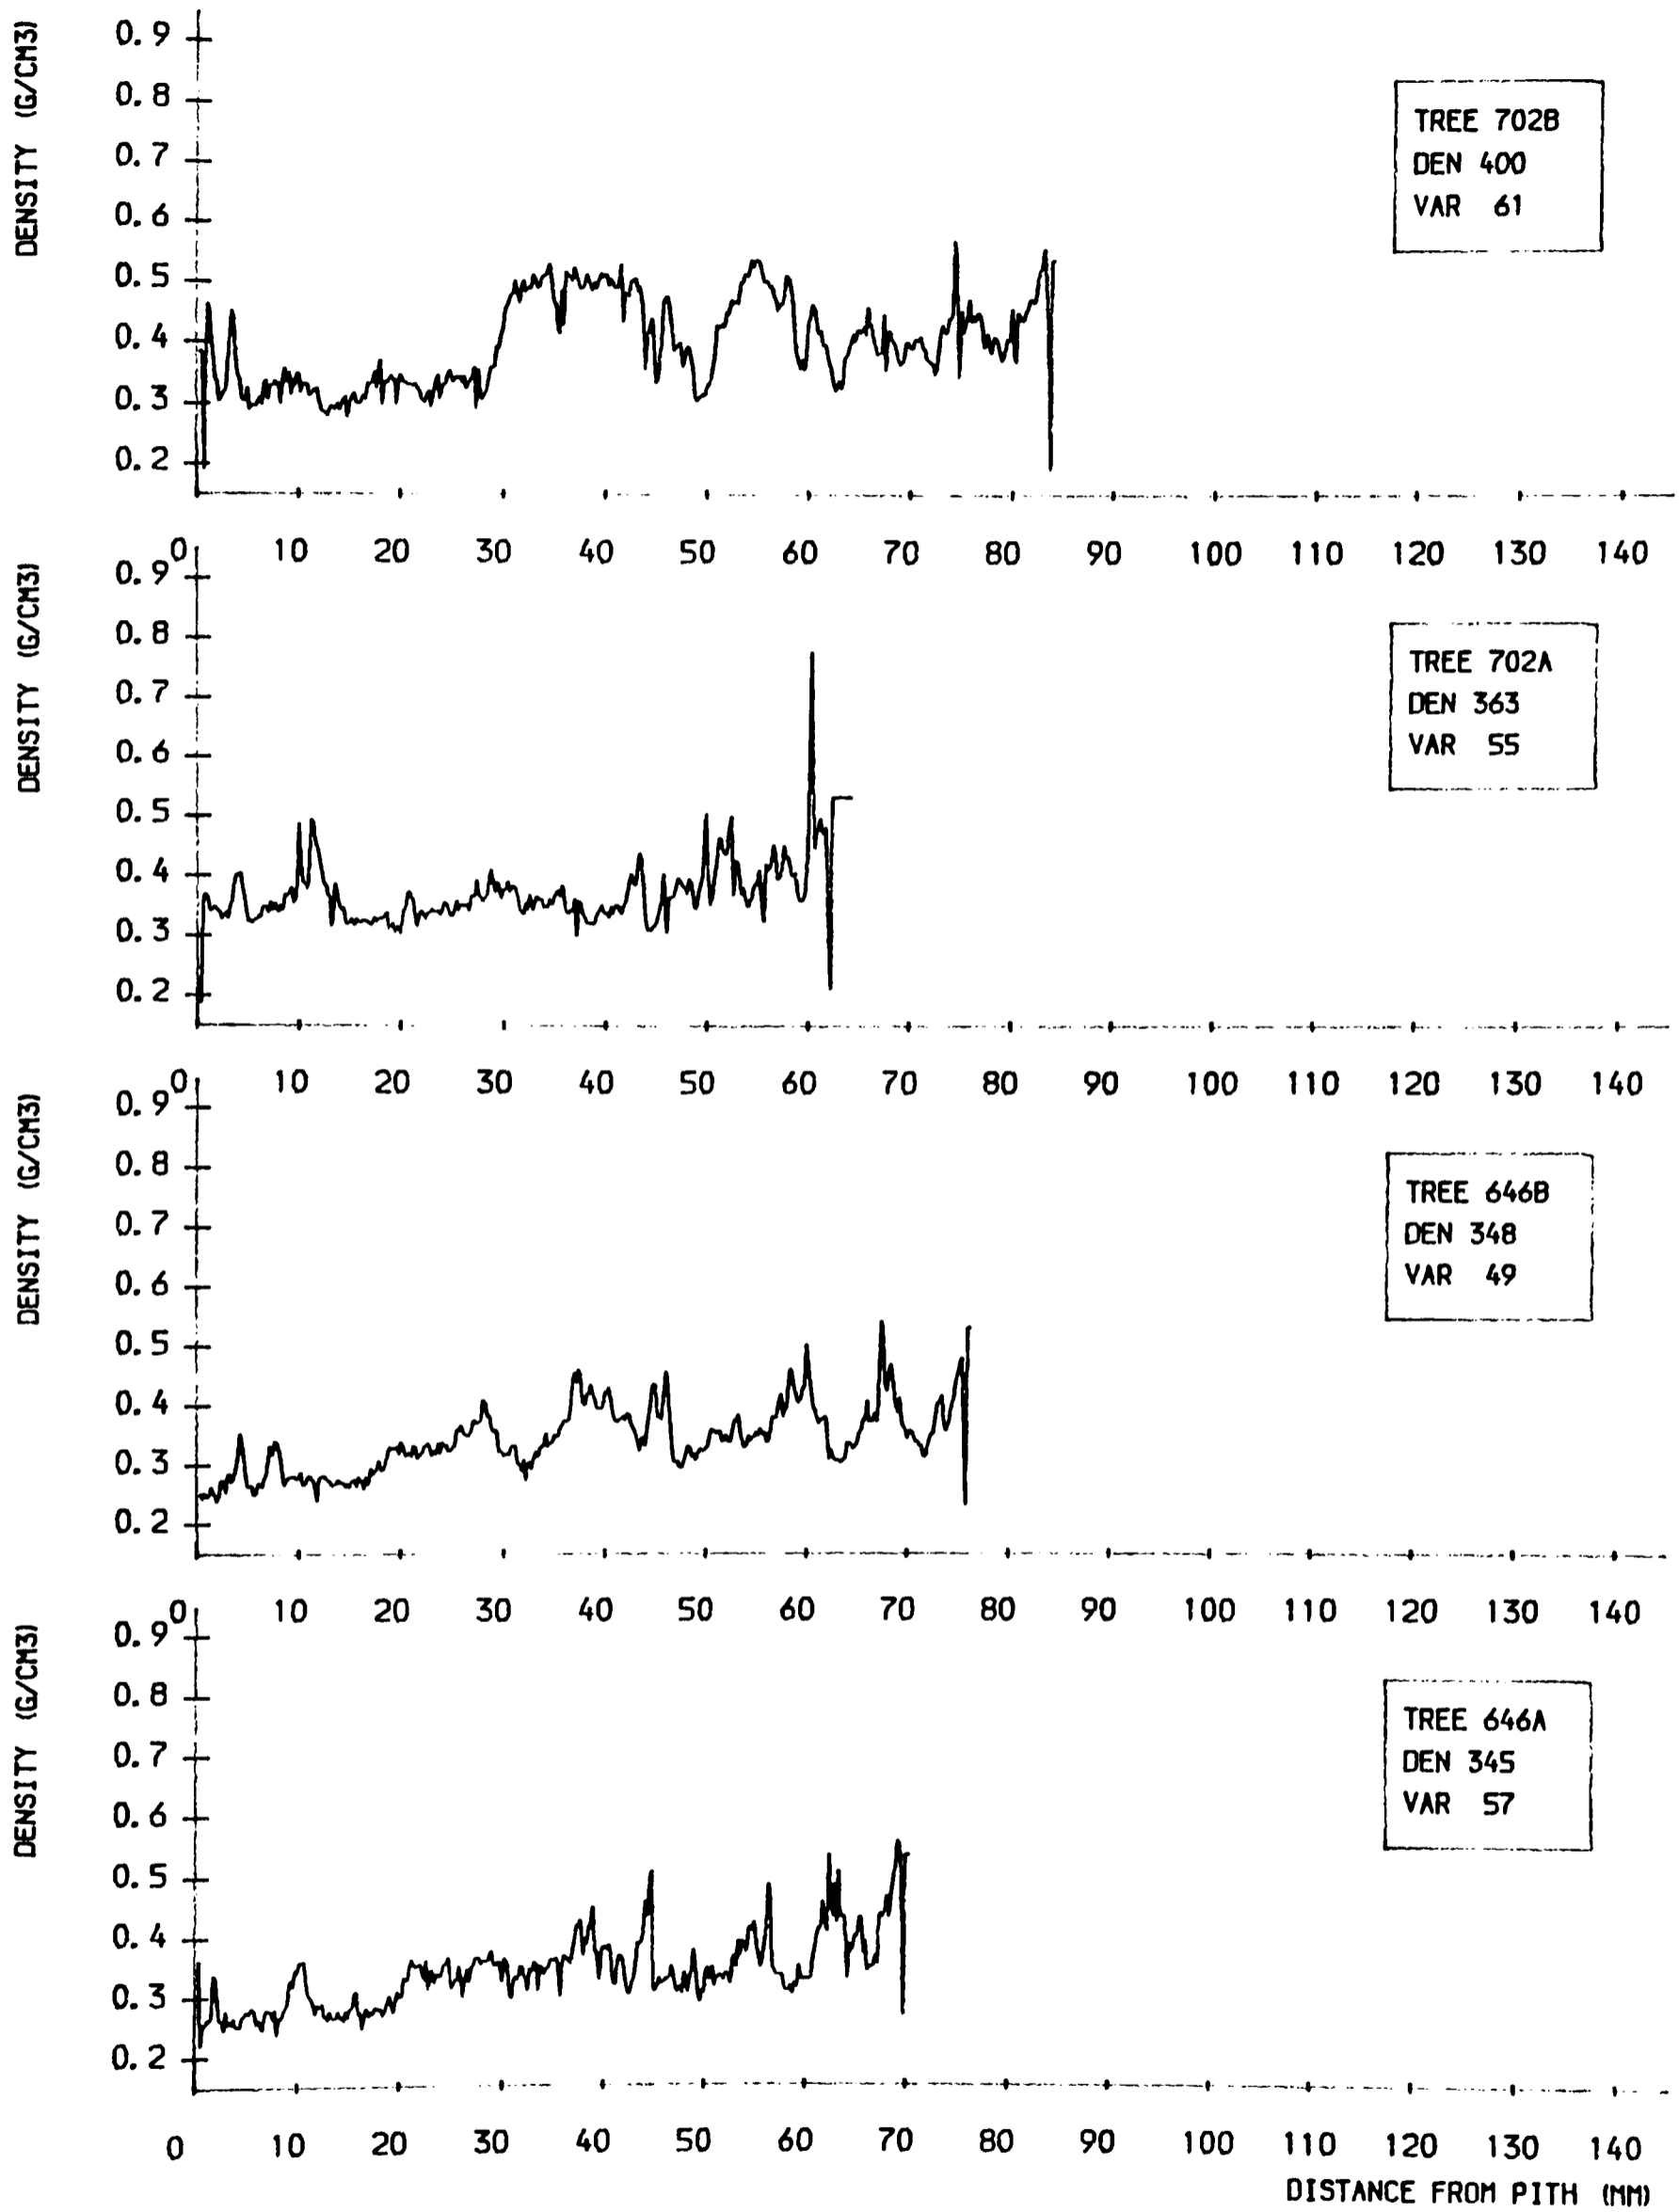 DENSITY (G/CM3)
0.9
0.8
0.7
0.6
0.5
0.4
0.3
0.2
TREE 702B
DEN 400
VAR 61
0 10 20 30 40 50 60 70 80 90 100 110 120 130 140
DENSITY (G/CM3)
0.9
0.8
0.7
0.6
0.5
0.4
0.3
0.2
TREE 702A
DEN 363
VAR 55
0 10 20 30 40 50 60 70 80 90 100 110 120 130 140
DENSITY (G/CM3)
0.9
0.8
0.7
0.6
0.5
0.4
0.3
0.2
TREE 646B
DEN 348
VAR 49
0 10 20 30 40 50 60 70 80 90 100 110 120 130 140
DENSITY (G/CM3)
0.9
0.8
0.7
0.6
0.5
0.4
0.3
0.2
TREE 646A
DEN 345
VAR 57
0 10 20 30 40 50 60 70 80 90 100 110 120 130 140
DISTANCE FROM PITH (MM)